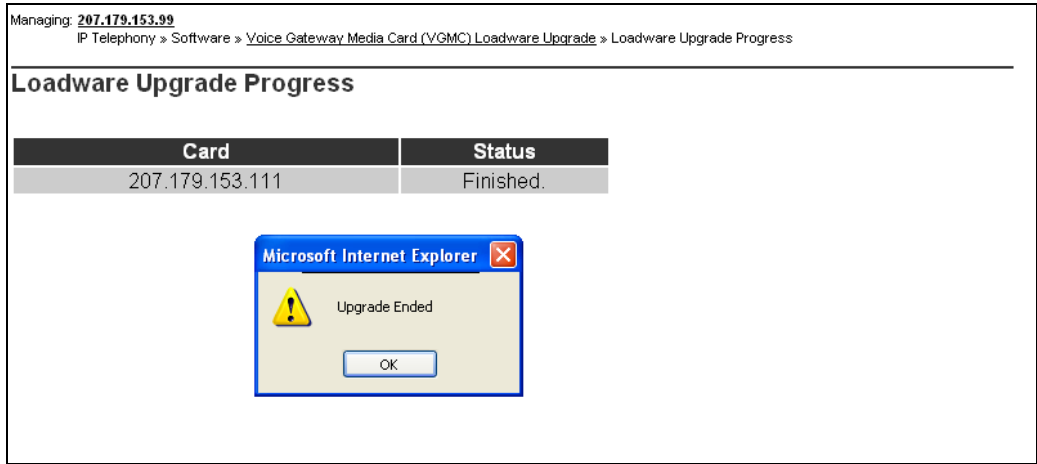 Managing: 207.179.153.99
IP Telephony » Software » Voice Gateway Media Card (VGMC) Loadware Upgrade » Loadware Upgrade Progress
Loadware Upgrade Progress
Card Status
207.179.153.111 Finished.
Microsoft Internet Explorer
Upgrade Ended
OK